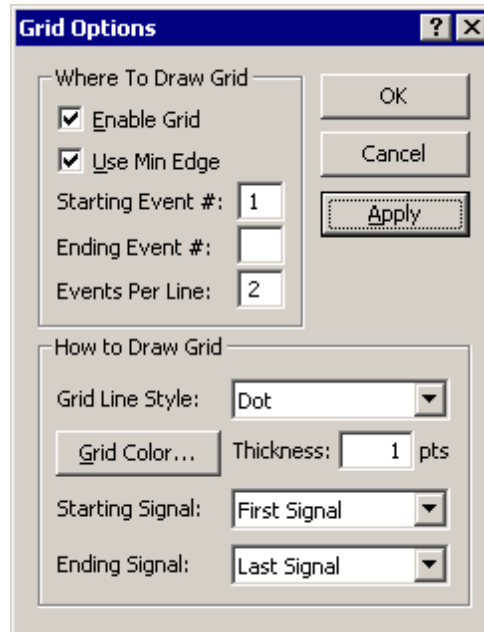 Grid Options
Where To Draw Grid
Enable Grid
Use Min Edge
Starting Event #: 1
Ending Event #:
Events Per Line: 2
OK
Cancel
Apply
How to Draw Grid
Grid Line Style: Dot
Grid Color... Thickness: 1 pts
Starting Signal: First Signal
Ending Signal: Last Signal